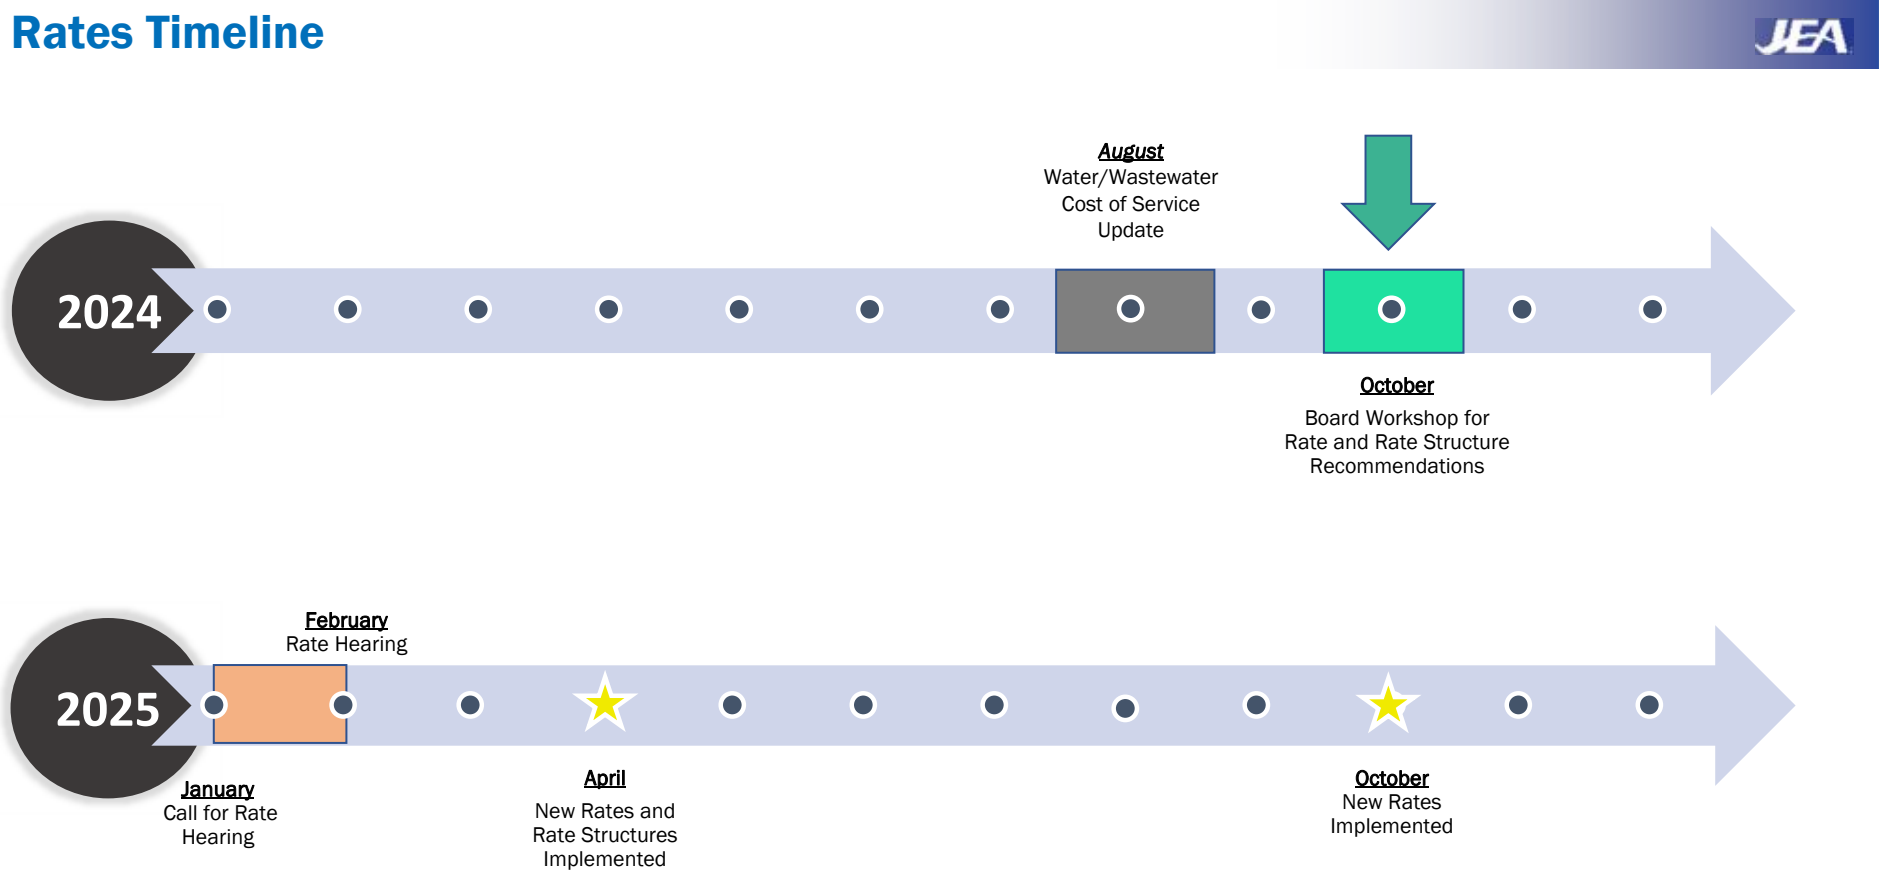 Rates Timeline
JEA
August
Water/Wastewater
Cost of Service
Update
2024
October
Board Workshop for
Rate and Rate Structure
Recommendations
February
Rate Hearing
2025
January
Call for Rate
Hearing
April
New Rates and
Rate Structures
Implemented
October
New Rates
Implemented